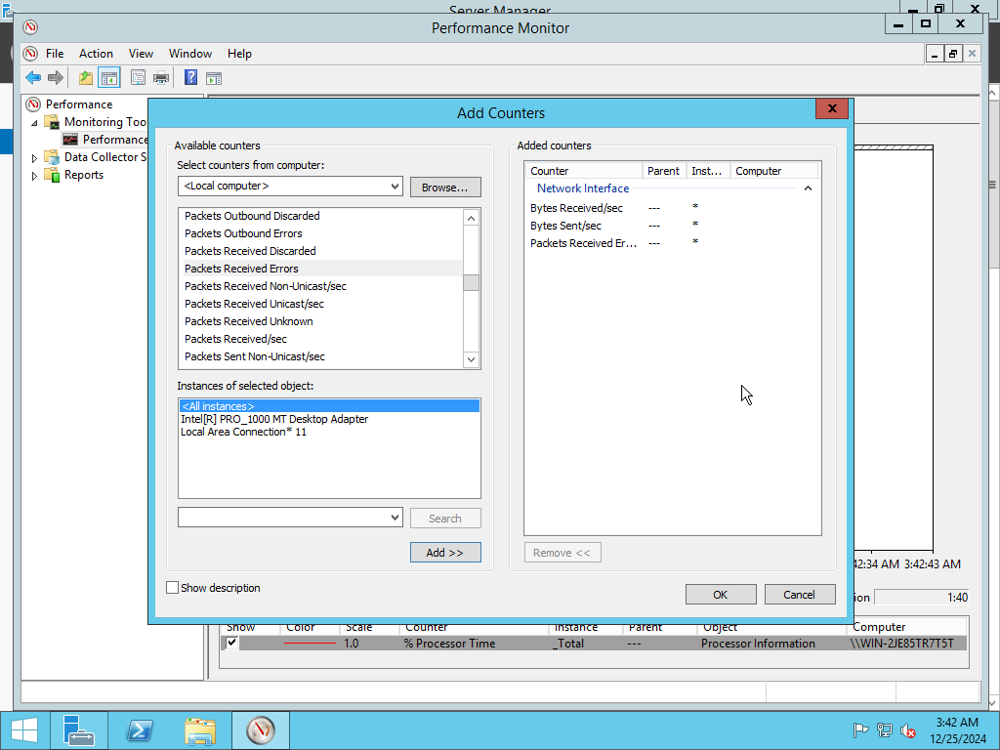 Server Manager
Performance Monitor
File Action View Window Help
Performance
Monitoring Too
Performance
Data Collector S
Reports
Add Counters
Available counters
Select counters from computer:
<Local computer>
Browse...
Packets Outbound Discarded
Packets Outbound Errors
Packets Received Discarded
Packets Received Errors
Packets Received Non-Unicast/sec
Packets Received Unicast/sec
Packets Received Unknown
Packets Received/sec
Packets Sent Non-Unicast/sec
Instances of selected object:
<All instances>
Intel[R] PRO_1000 MT Desktop Adapter
Local Area Connection* 11
Search
Add >>
Show description
Added counters
Counter Parent Inst... Computer
Network Interface
Bytes Received/sec --- *
Bytes Sent/sec --- *
Packets Received Er... --- *
Remove <<
OK Cancel
42:34 AM 3:42:43 AM
ion 1:40
Show Color Scale Counter Instance Parent Object Computer
1.0 % Processor Time _Total --- Processor Information \\WIN-2JE85TR7T5T
3:42 AM
12/25/2024